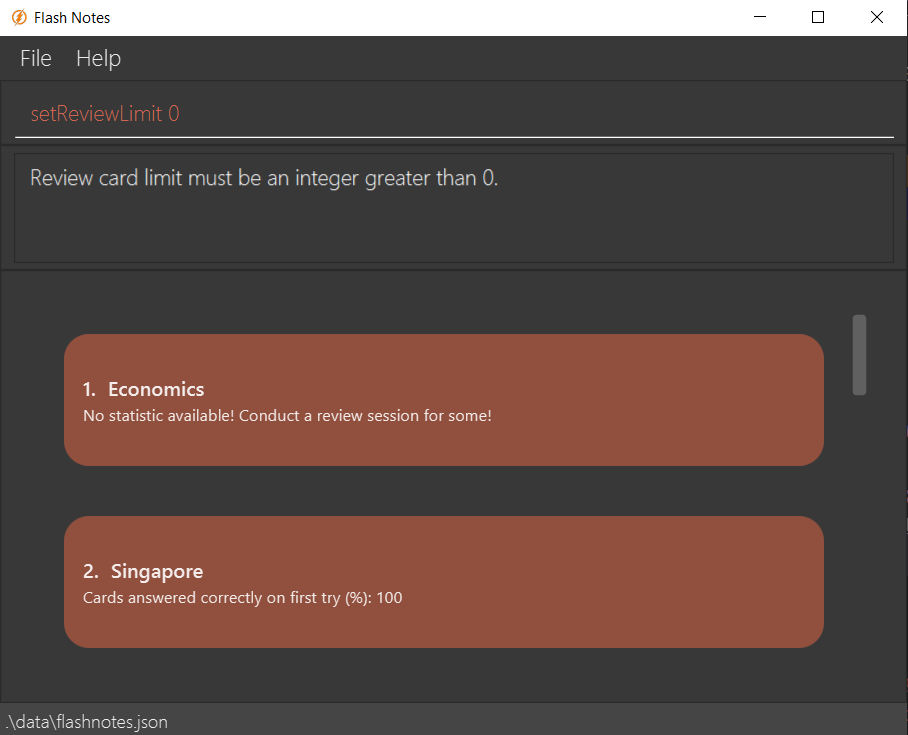 Flash Notes
File Help
setReviewLimit 0
Review card limit must be an integer greater than 0.
1. Economics
No statistic available! Conduct a review session for some!
2. Singapore
Cards answered correctly on first try (%): 100
.\data\flashnotes.json